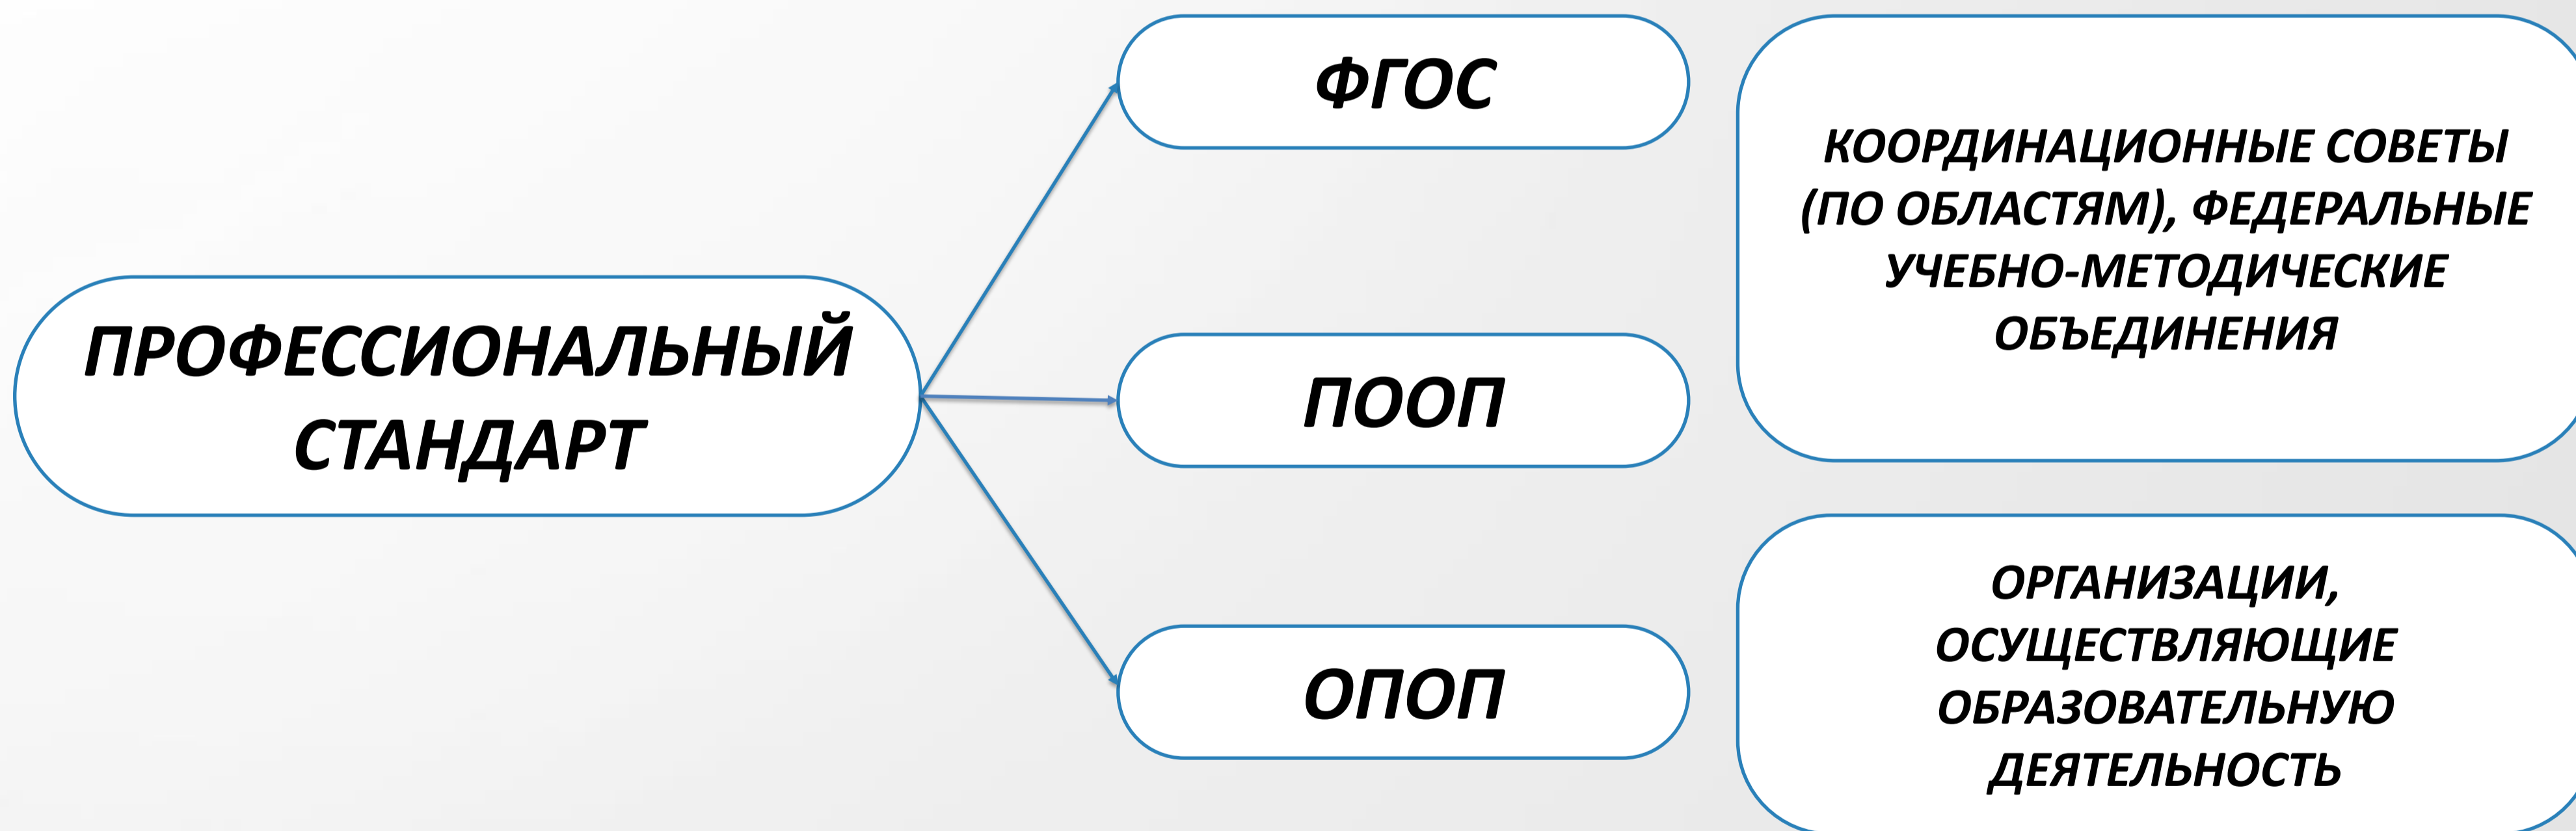 ПРОФЕССИОНАЛЬНЫЙ
СТАНДАРТ
ФГОС
ПООП
ОПОП
КООРДИНАЦИОННЫЕ СОВЕТЫ
(ПО ОБЛАСТЯМ), ФЕДЕРАЛЬНЫЕ
УЧЕБНО-МЕТОДИЧЕСКИЕ
ОБЪЕДИНЕНИЯ
ОРГАНИЗАЦИИ,
ОСУЩЕСТВЛЯЮЩИЕ
ОБРАЗОВАТЕЛЬНУЮ
ДЕЯТЕЛЬНОСТЬ